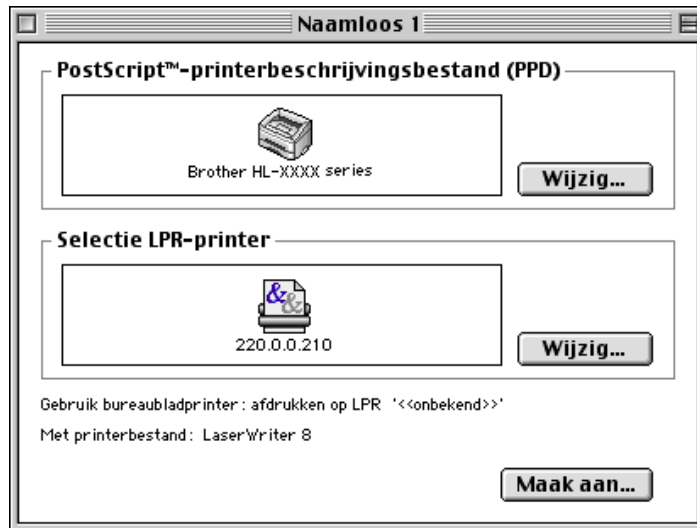 Naamloos 1
PostScript™-printerbeschrijvingsbestand (PPD)
Brother HL-XXXX series
Wijzig...
Selectie LPR-printer
220.0.0.210
Wijzig...
Gebruik bureaubladprinter: afdrukken op LPR '<<onbekend>>'
Met printerbestand: LaserWriter 8
Maak aan...